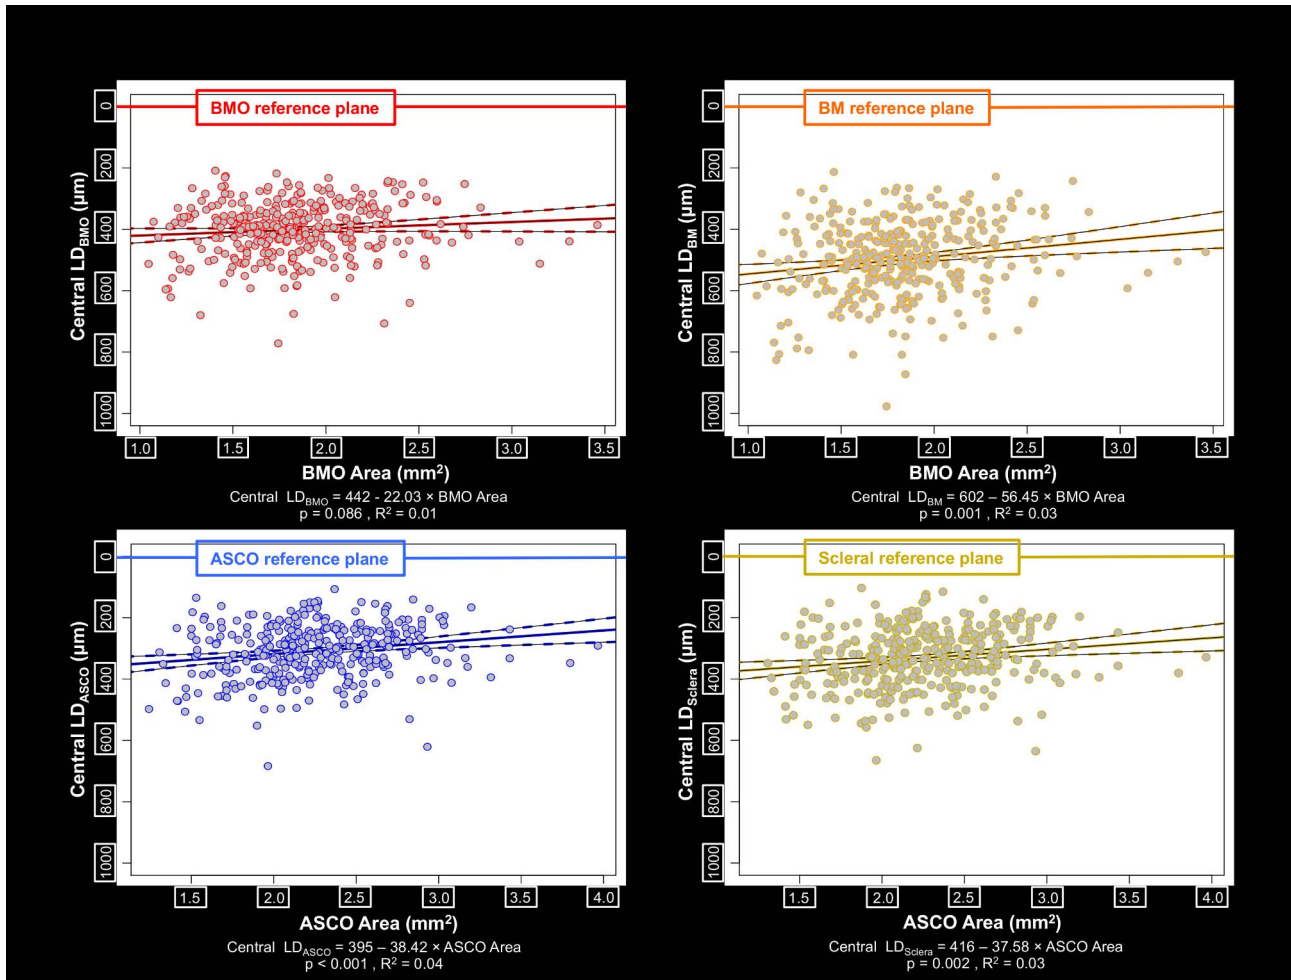 BMO reference plane
0
200
400
600
800
1000
Central LD_BMO (µm)
1.0 1.5 2.0 2.5 3.0 3.5
BMO Area (mm²)
Central LD_BMO = 442 - 22.03 × BMO Area
p = 0.086 , R² = 0.01
BM reference plane
0
200
400
600
800
1000
Central LD_BM (µm)
1.0 1.5 2.0 2.5 3.0 3.5
BMO Area (mm²)
Central LD_BM = 602 – 56.45 × BMO Area
p = 0.001 , R² = 0.03
ASCO reference plane
0
200
400
600
800
1000
Central LD_ASCO (µm)
1.5 2.0 2.5 3.0 3.5 4.0
ASCO Area (mm²)
Central LD_ASCO = 395 – 38.42 × ASCO Area
p < 0.001 , R² = 0.04
Scleral reference plane
0
200
400
600
800
1000
Central LD_Sclera (µm)
1.5 2.0 2.5 3.0 3.5 4.0
ASCO Area (mm²)
Central LD_Sclera = 416 – 37.58 × ASCO Area
p = 0.002 , R² = 0.03